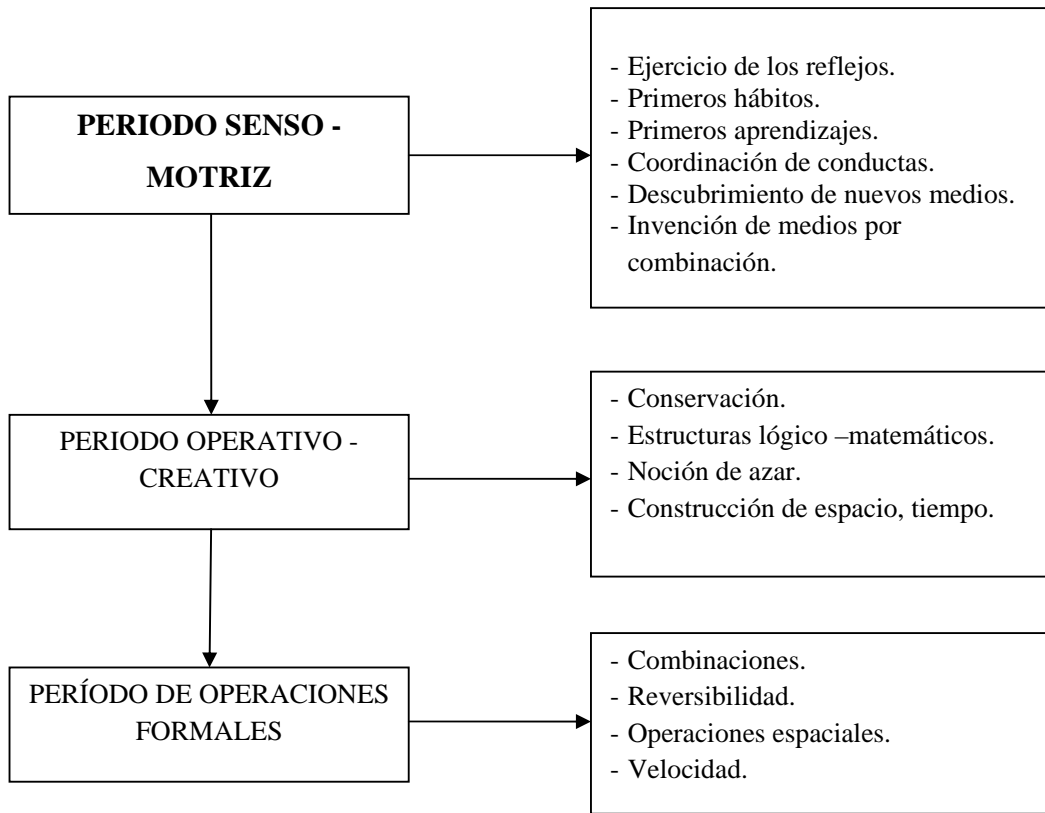 PERIODO SENSO -
MOTRIZ
- Ejercicio de los reflejos.
- Primeros hábitos.
- Primeros aprendizajes.
- Coordinación de conductas.
- Descubrimiento de nuevos medios.
- Invención de medios por
combinación.
PERIODO OPERATIVO -
CREATIVO
- Conservación.
- Estructuras lógico –matemáticos.
- Noción de azar.
- Construcción de espacio, tiempo.
PERÍODO DE OPERACIONES
FORMALES
- Combinaciones.
- Reversibilidad.
- Operaciones espaciales.
- Velocidad.